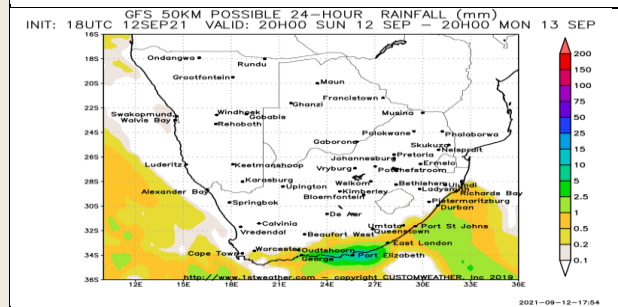 GFS 50KM POSSIBLE 24-HOUR RAINFALL (mm)
INIT: 18UTC 12SEP21 VALID: 20H00 SUN 12 SEP - 20H00 MON 13 SEP
16S
Ondangwa
Rundu
200
18S
Grootfontein
Maun
150
20S
Francistown
100
Ghanzi
75
22S
Swakopmund
Windhoek
Gobabis
Musina
50
Walvis Bay
Rehoboth
24S
Polokwane
Phalaborwa
25
Gaborone
Skukuza
Nelspruit
15
26S
Johannesburg
Pretoria
Luderitz
Keetmanshoop
Vryburg
Ermelo
Potchefstroom
10
28S
Karasburg
Upington
Welkom
Bethlehem
Ulundi
5
Alexander Bay
Kimberley
Ladysmith
Richards Bay
Springbok
Bloemfontein
Pietermaritzburg
2.5
30S
De Aar
Durban
1
Calvinia
Umtata
Port St Johns
32S
Vredendal
Beaufort West
Queenstown
0.5
East London
0.2
34S
Cape Town
Worcester
Oudtshoorn
George
Port Elizabeth
0.1
http://www.1stweather.com - copyright CUSTOMWEATHER, Inc 2019
36S
12E 15E 18E 21E 24E 27E 30E 33E 36E
2021-09-12-17:54